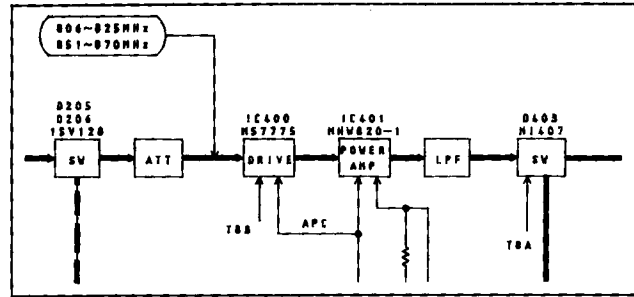 806~825MHz
851~870MHz
D205
D206
1SV128
IC400
M57775
IC401
MHW820-1
D403
MI407
SW
ATT
DRIVE
POWER
AMP
LPF
SW
T8B
APC
T8A